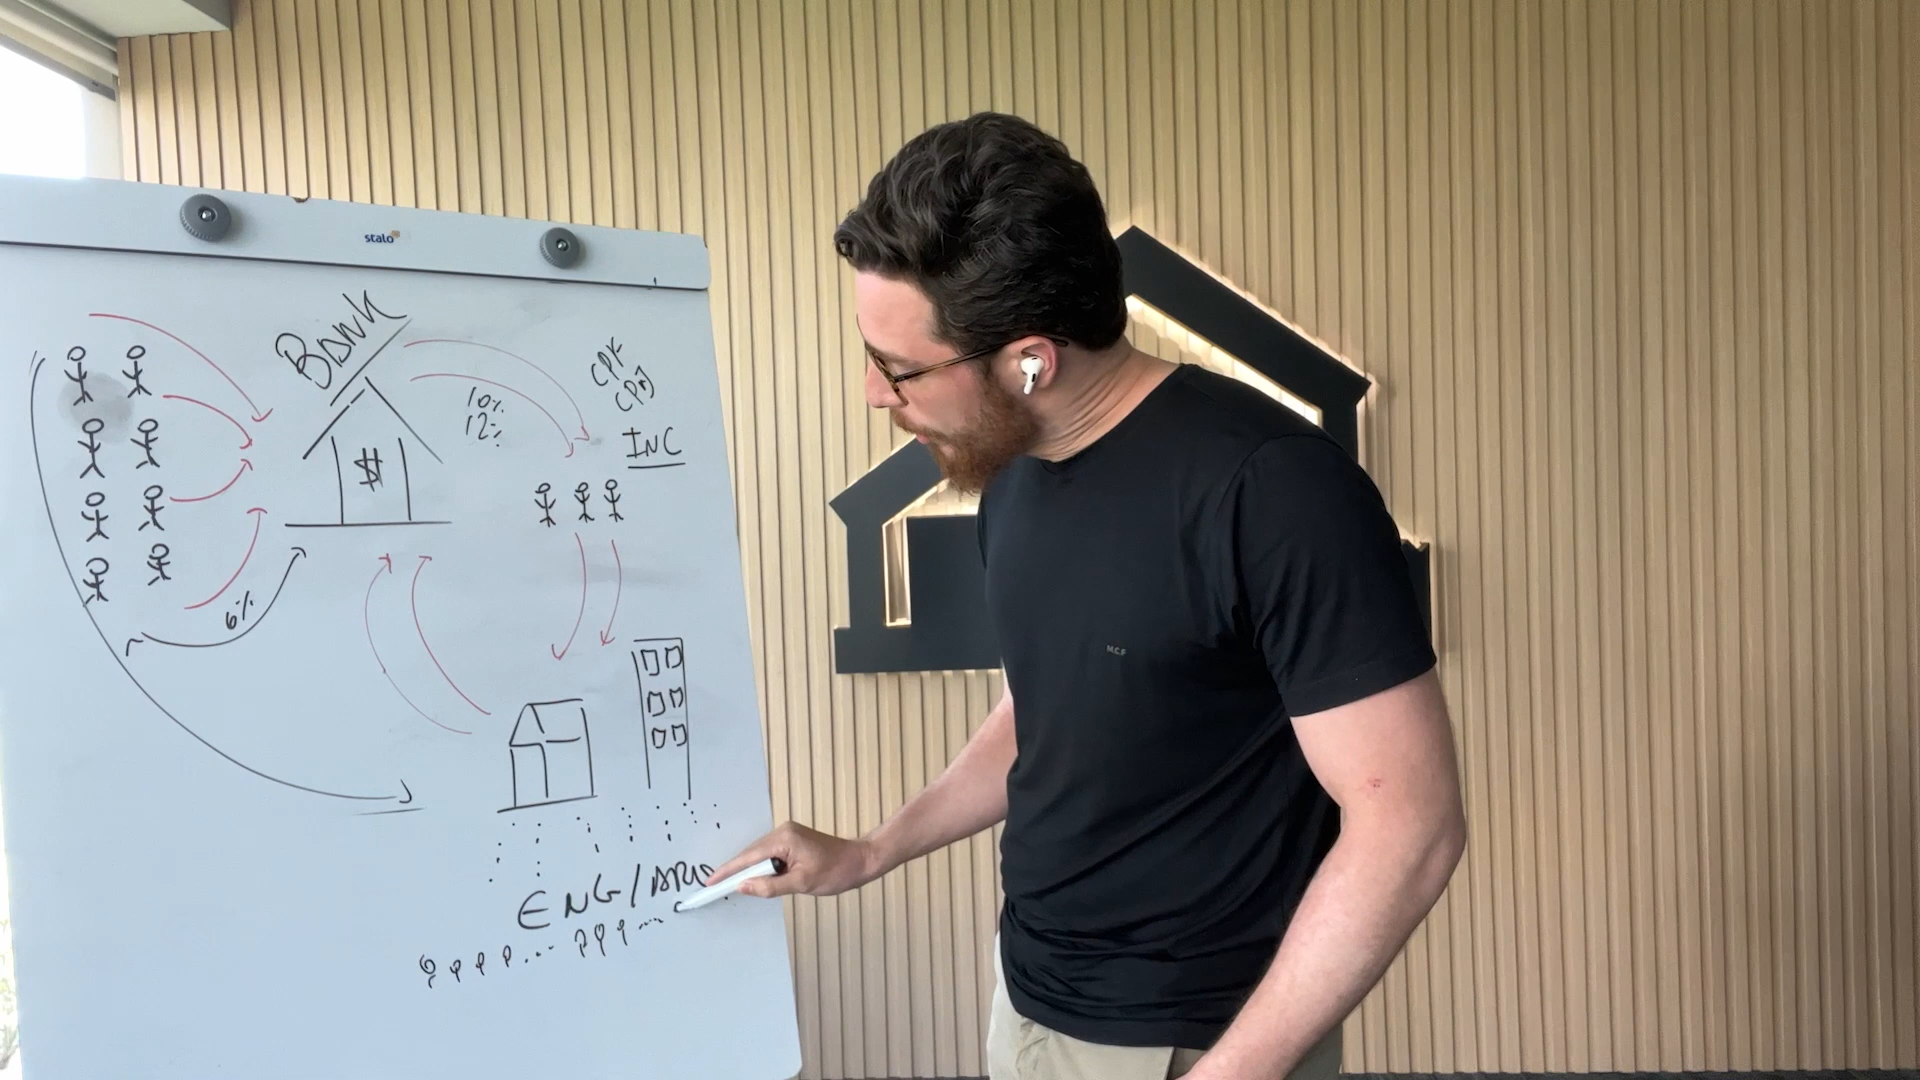 stalo
BANK
$
10%
12%
CPF
CPJ
INC
6%
ENG/ARQ
M.C.F